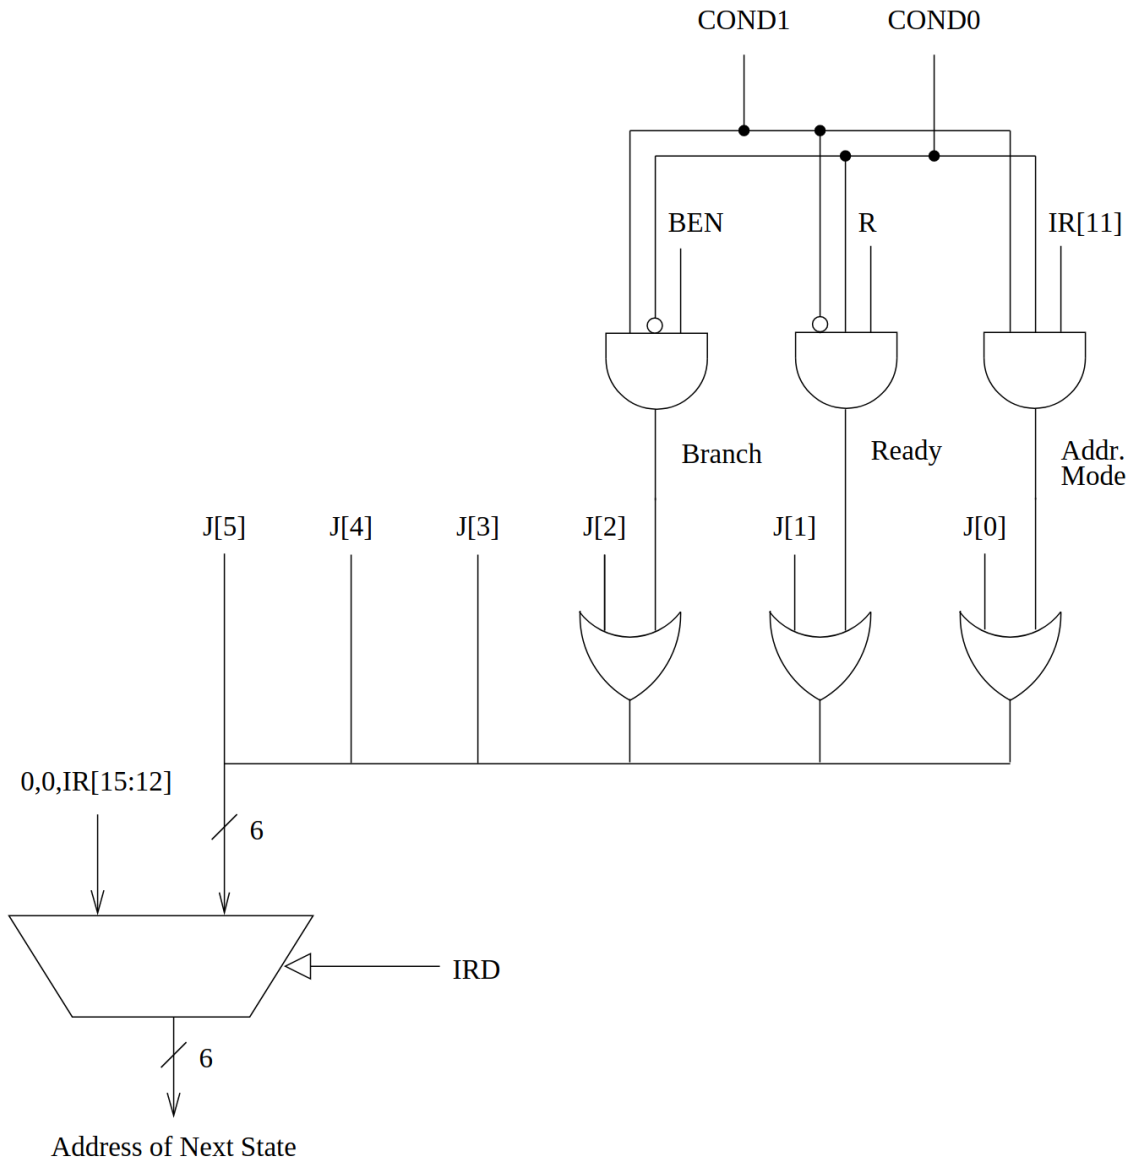 COND1
COND0
BEN
R
IR[11]
Branch
Ready
Addr.
Mode
J[5]
J[4]
J[3]
J[2]
J[1]
J[0]
0,0,IR[15:12]
6
IRD
6
Address of Next State